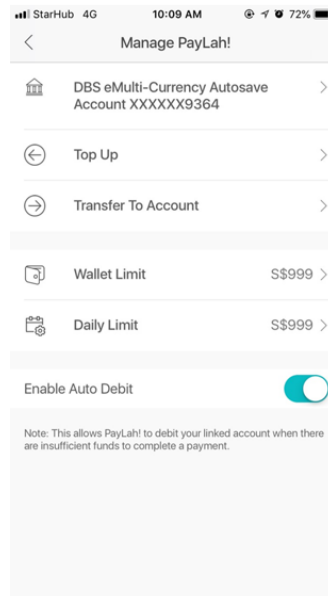 StarHub 4G 10:09 AM 72%
Manage PayLah!
DBS eMulti-Currency Autosave
Account XXXXXX9364
Top Up
Transfer To Account
Wallet Limit S$999
Daily Limit S$999
Enable Auto Debit
Note: This allows PayLah! to debit your linked account when there
are insufficient funds to complete a payment.